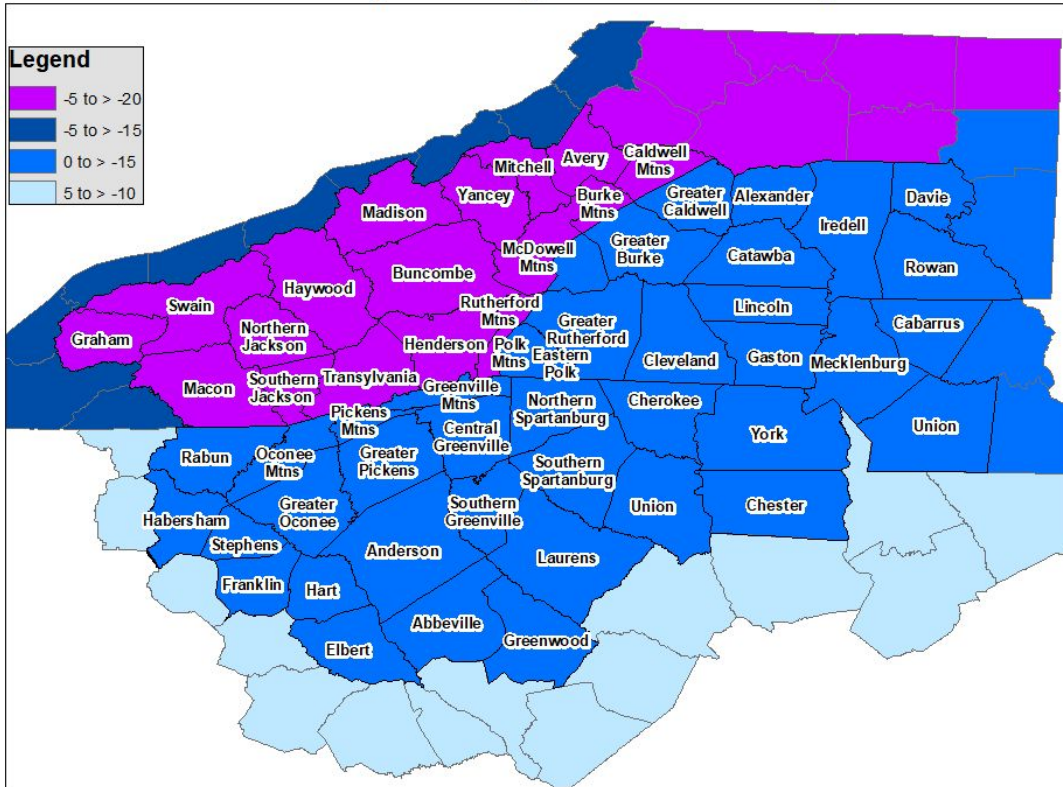 Legend
-5 to > -20
-5 to > -15
0 to > -15
5 to > -10
Mitchell
Avery
Caldwell
Mtns
Yancey
Burke
Mtns
Greater
Caldwell
Alexander
Davie
Madison
Iredell
McDowell
Mtns
Greater
Burke
Catawba
Rowan
Buncombe
Haywood
Swain
Rutherford
Mtns
Lincoln
Graham
Northern
Jackson
Henderson
Polk
Mtns
Greater
Rutherford
Eastern
Polk
Cleveland
Gaston
Mecklenburg
Cabarrus
Macon
Southern
Jackson
Transylvania
Greenville
Mtns
Pickens
Mtns
Northern
Spartanburg
Cherokee
York
Union
Rabun
Oconee
Mtns
Greater
Pickens
Central
Greenville
Southern
Spartanburg
Habersham
Greater
Oconee
Southern
Greenville
Union
Chester
Stephens
Anderson
Laurens
Franklin
Hart
Abbeville
Greenwood
Elbert